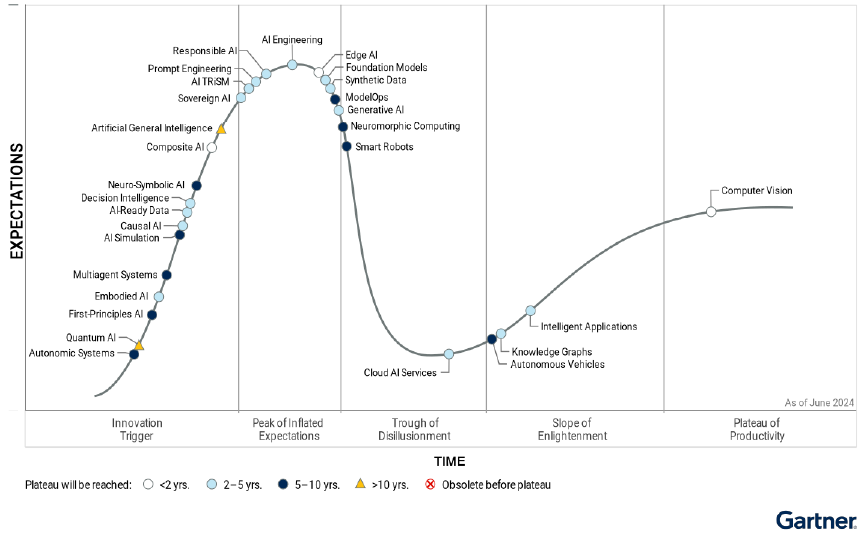 Responsible AI
AI Engineering
Prompt Engineering
AI TRiSM
Sovereign AI
Edge AI
Foundation Models
Synthetic Data
ModelOps
Generative AI
Neuromorphic Computing
Smart Robots
Artificial General Intelligence
Composite AI
Neuro-Symbolic AI
Decision Intelligence
AI-Ready Data
Causal AI
AI Simulation
Multiagent Systems
Embodied AI
First-Principles AI
Quantum AI
Autonomic Systems
Computer Vision
Intelligent Applications
Knowledge Graphs
Autonomous Vehicles
Cloud AI Services
EXPECTATIONS
As of June 2024
Innovation
Trigger
Peak of Inflated
Expectations
Trough of
Disillusionment
Slope of
Enlightenment
Plateau of
Productivity
TIME
Plateau will be reached: <2 yrs. 2–5 yrs. 5–10 yrs. >10 yrs. Obsolete before plateau
Gartner®